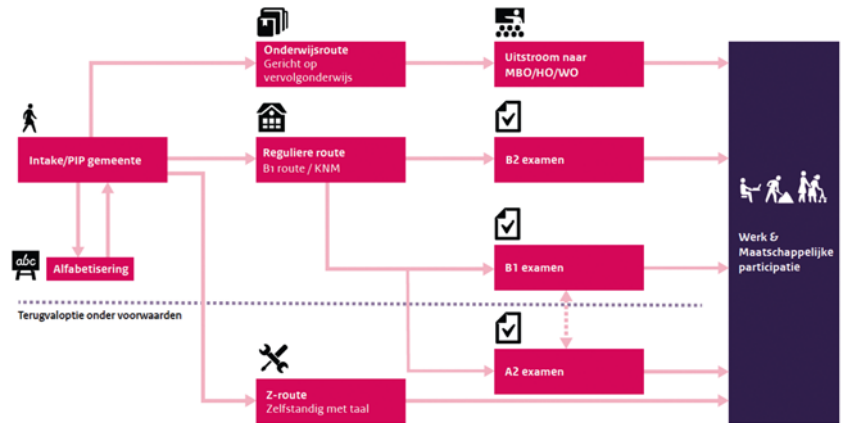 Onderwijsroute
Gericht op
vervolgonderwijs
Uitstroom naar
MBO/HO/WO
Intake/PIP gemeente
Reguliere route
B1 route / KNM
B2 examen
abc
Alfabetisering
B1 examen
Werk &
Maatschappelijke
participatie
Terugvaloptie onder voorwaarden
A2 examen
Z-route
Zelfstandig met taal